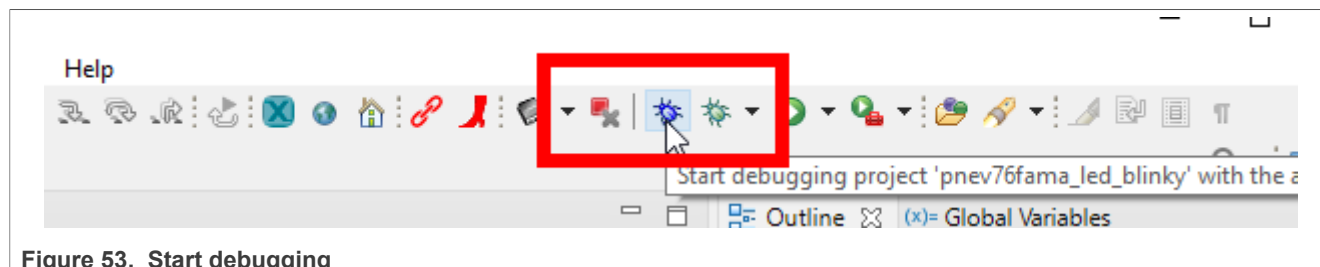 Help
Start debugging project 'pnev76fama_led_blinky' with the a
Outline (x)= Global Variables
Figure 53. Start debugging